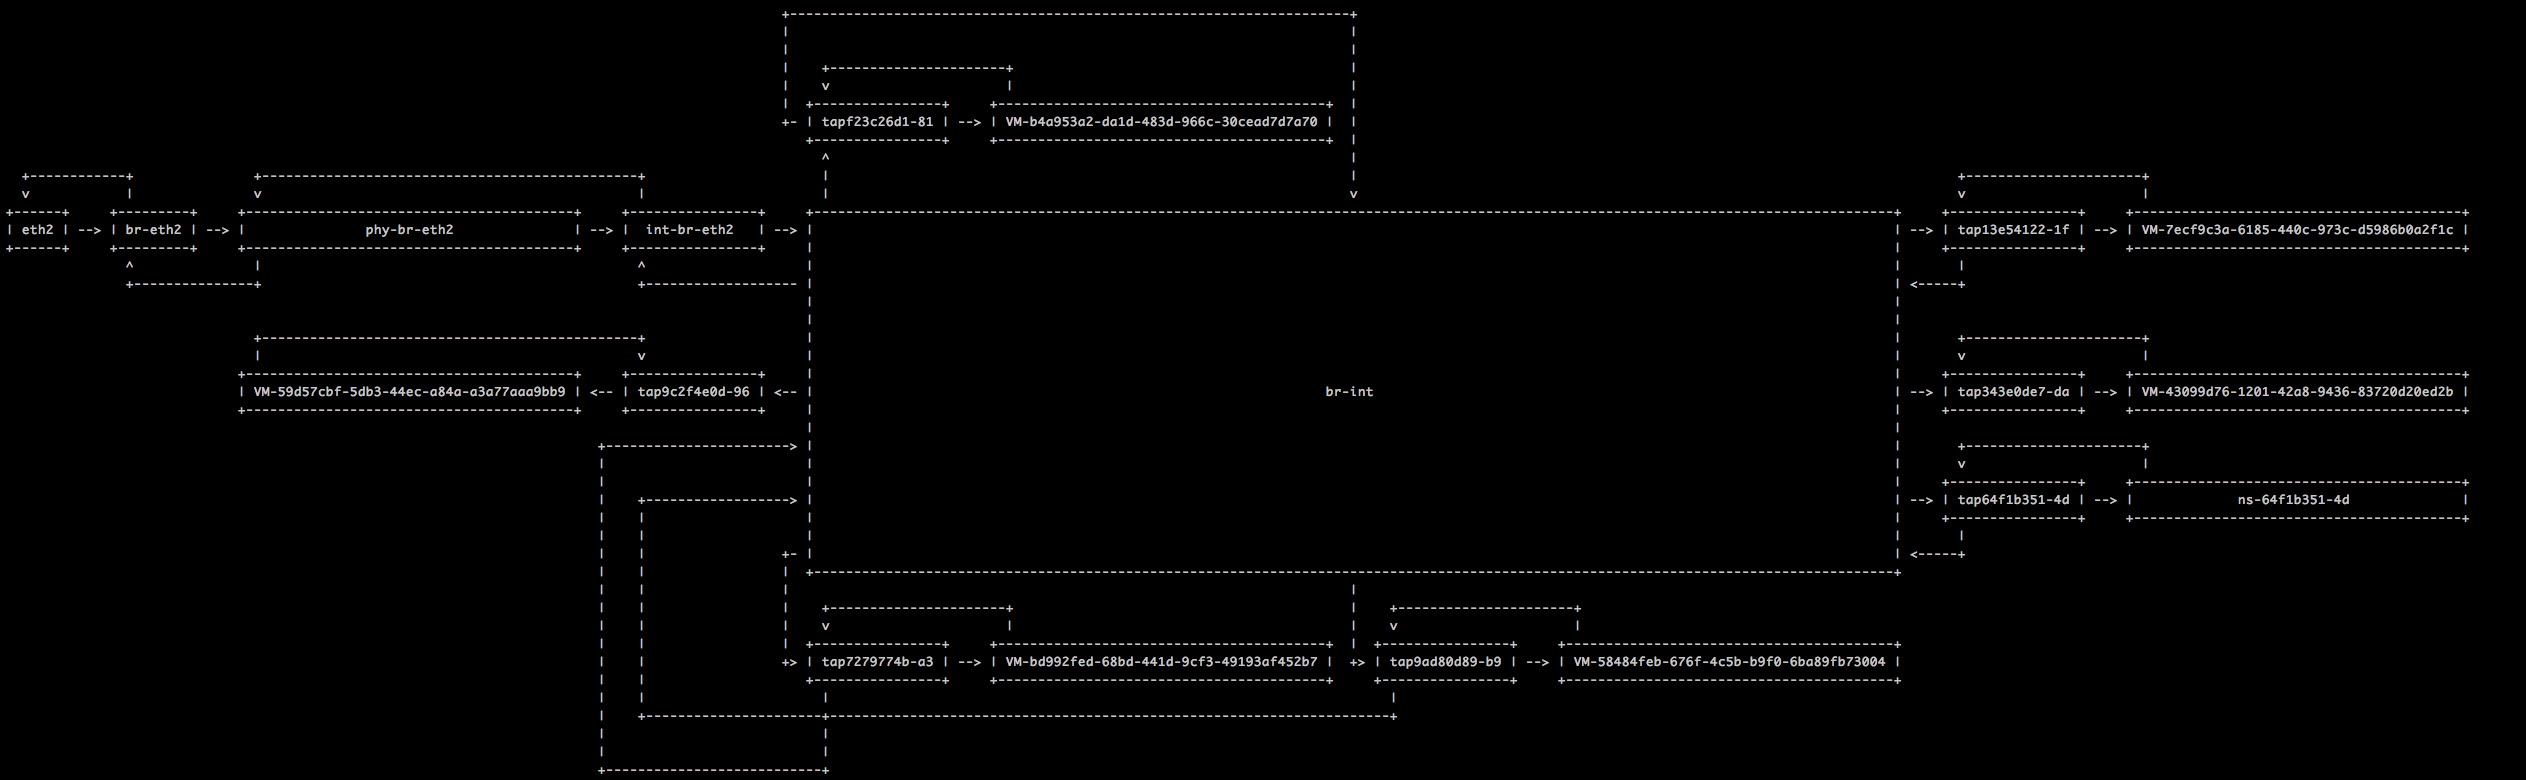 tapf23c26d1-81
VM-b4a953a2-da1d-483d-966c-30cead7d7a70
eth2
br-eth2
phy-br-eth2
int-br-eth2
tap13e54122-1f
VM-7ecf9c3a-6185-440c-973c-d5986b0a2f1c
VM-59d57cbf-5db3-44ec-a84a-a3a77aaa9bb9
tap9c2f4e0d-96
br-int
tap343e0de7-da
VM-43099d76-1201-42a8-9436-83720d20ed2b
tap64f1b351-4d
ns-64f1b351-4d
tap7279774b-a3
VM-bd992fed-68bd-441d-9cf3-49193af452b7
tap9ad80d89-b9
VM-58484feb-676f-4c5b-b9f0-6ba89fb73004